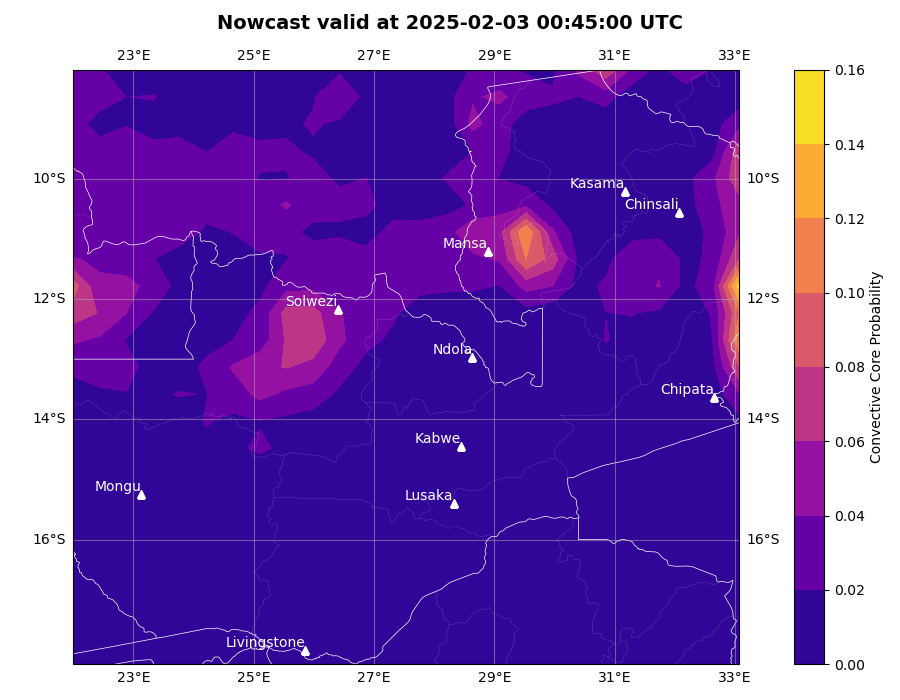 Nowcast valid at 2025-02-03 00:45:00 UTC
23°E 25°E 27°E 29°E 31°E 33°E
0.16
0.14
10°S Kasama 10°S
Chinsali
0.12
Mansa
0.10
12°S Solwezi 12°S
Ndola
0.08
Chipata
14°S 14°S
Kabwe
0.06
Mongu
Lusaka
0.04
16°S 16°S
0.02
Livingstone
0.00
23°E 25°E 27°E 29°E 31°E 33°E
Convective Core Probability